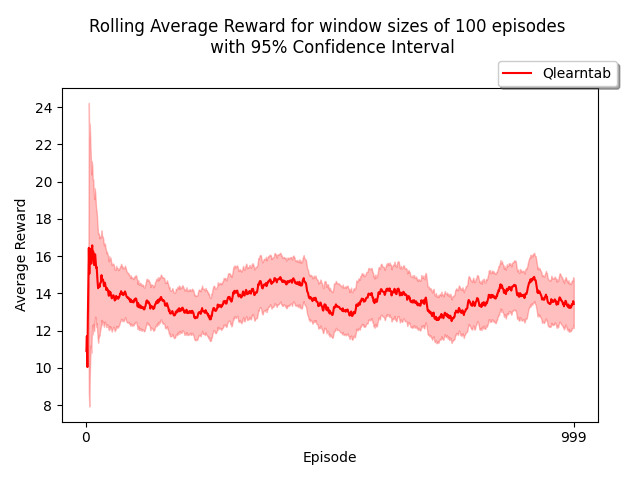 Rolling Average Reward for window sizes of 100 episodes
with 95% Confidence Interval
Qlearntab
24
22
20
18
16
14
12
10
8
Average Reward
0
999
Episode